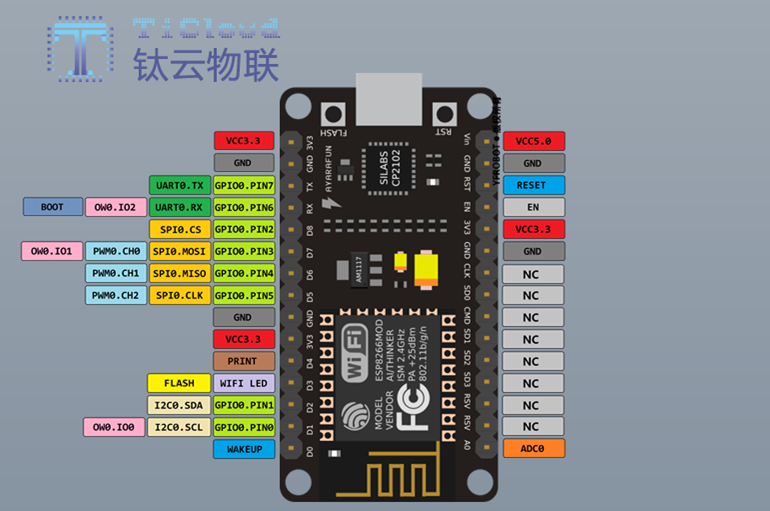 TiCloud
钛云物联
FLASH
RST
VCC3.3 3V3
GND GND
UART0.TX GPIO0.PIN7 TX
BOOT OW0.IO2 UART0.RX GPIO0.PIN6 RX
SPI0.CS GPIO0.PIN2 D8
OW0.IO1 PWM0.CH0 SPI0.MOSI GPIO0.PIN3 D7
PWM0.CH1 SPI0.MISO GPIO0.PIN4 D6
PWM0.CH2 SPI0.CLK GPIO0.PIN5 D5
GND GND
VCC3.3 3V3
PRINT D4
FLASH WIFI LED D3
I2C0.SDA GPIO0.PIN1 D2
OW0.IO0 I2C0.SCL GPIO0.PIN0 D1
WAKEUP D0
AYARAFUN
SILABS
CP2102
AM1117
WiFi
ESP8266MOD
AI/THINKER
ISM 2.4GHz
PA +25dBm
802.11b/g/n
MODEL
VENDOR
FC
YFROBOT
Vin VCC5.0
GND GND
RST RESET
EN EN
3V3 VCC3.3
GND GND
CLK NC
SD0 NC
CMD NC
SD1 NC
SD2 NC
SD3 NC
RSV NC
RSV NC
A0 ADC0